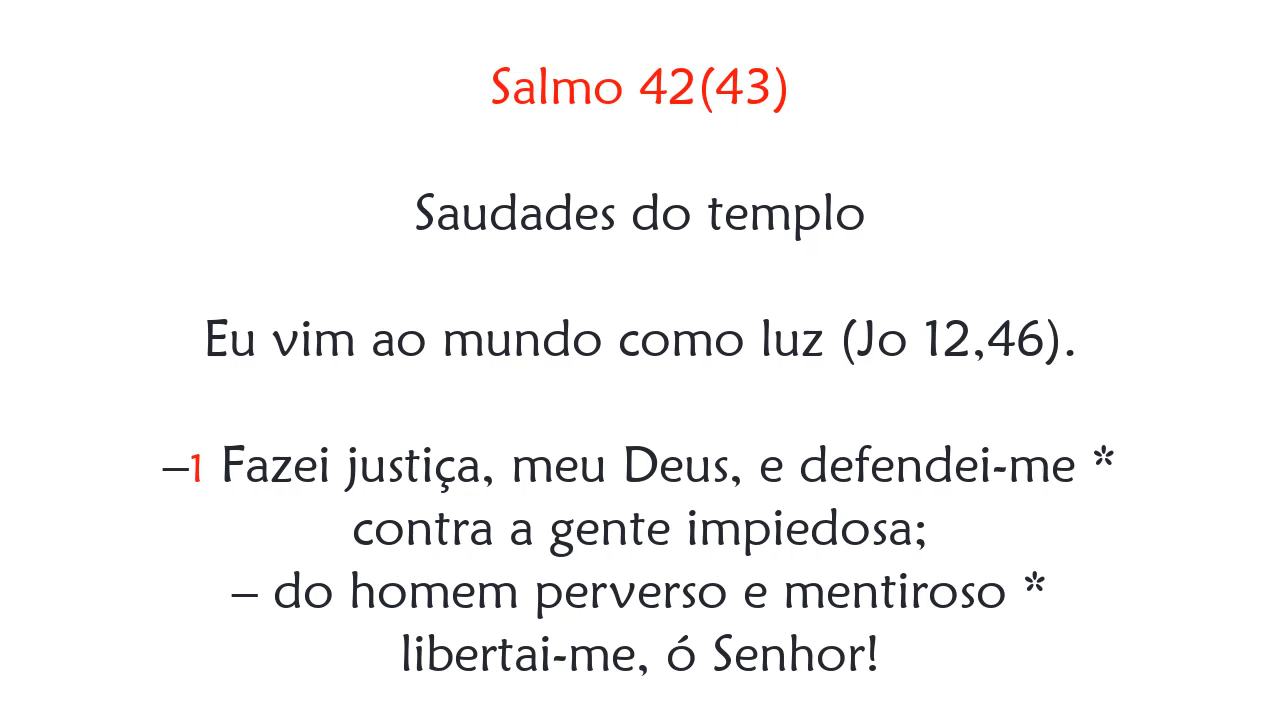 Salmo 42(43)
Saudades do templo
Eu vim ao mundo como luz (Jo 12,46).
–1 Fazei justiça, meu Deus, e defendei-me *
contra a gente impiedosa;
– do homem perverso e mentiroso *
libertai-me, ó Senhor!